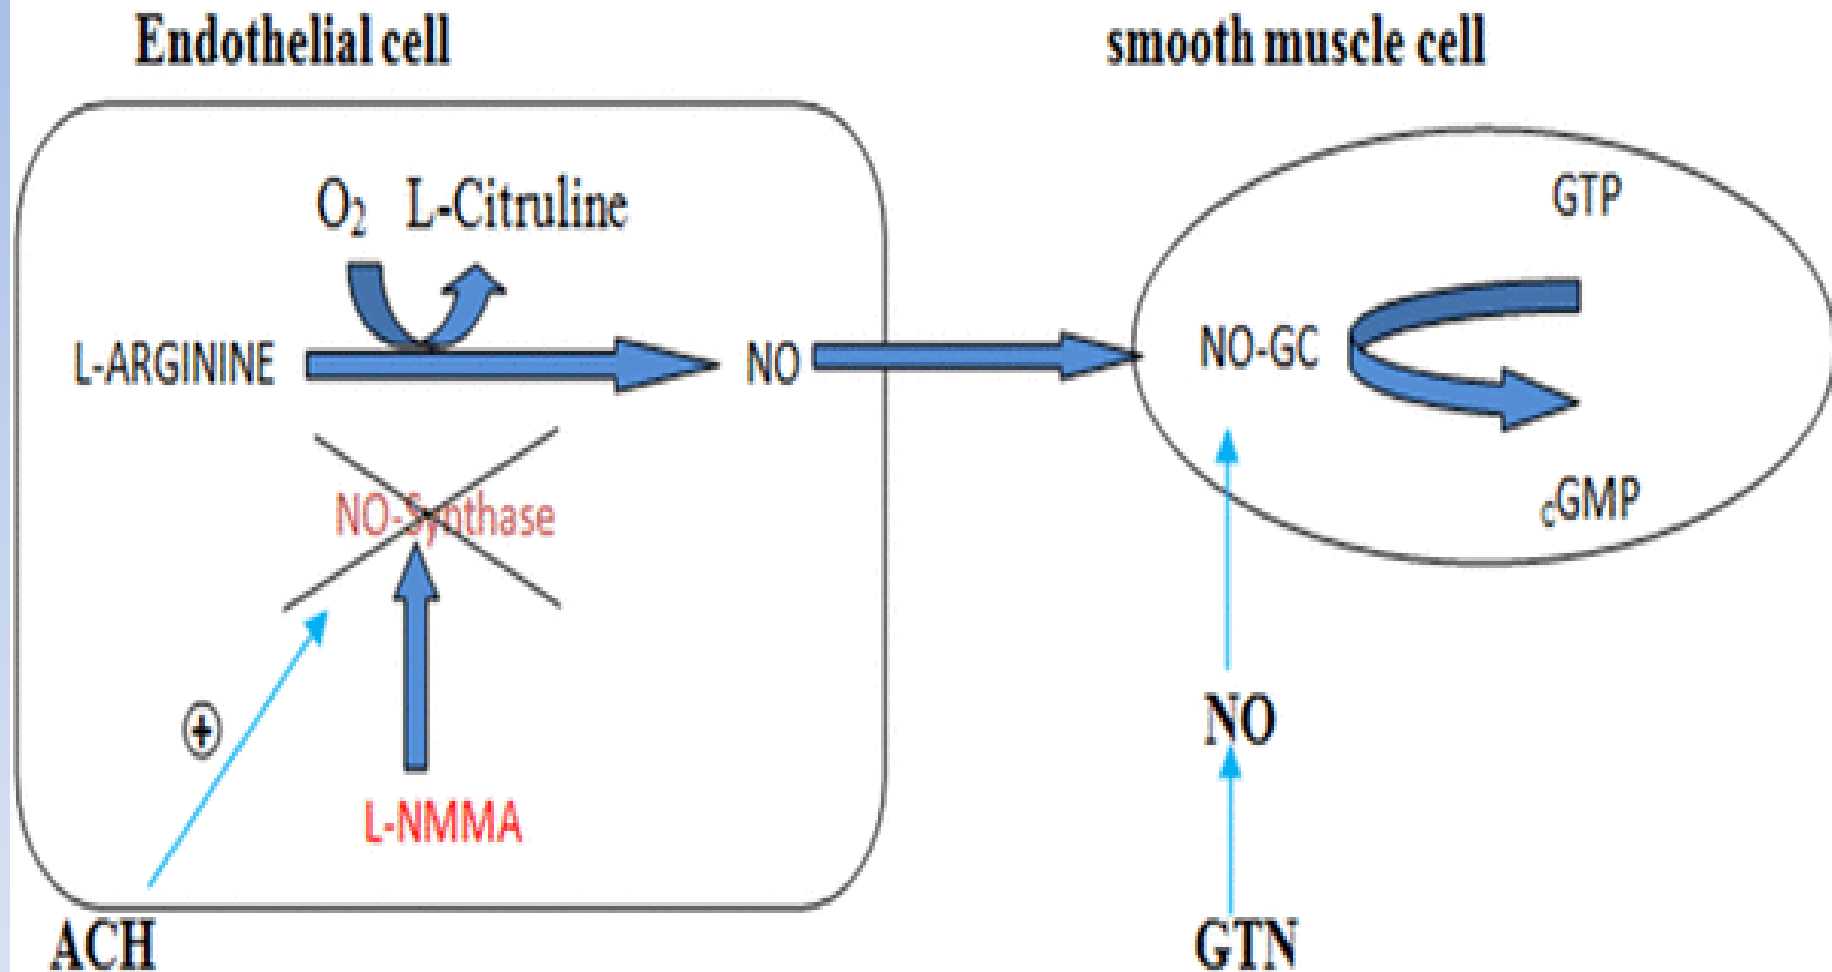 Endothelial cell
smooth muscle cell
O₂ L-Citruline
L-ARGININE
NO
NO-Synthase
L-NMMA
ACH
+
GTP
NO-GC
cGMP
NO
GTN